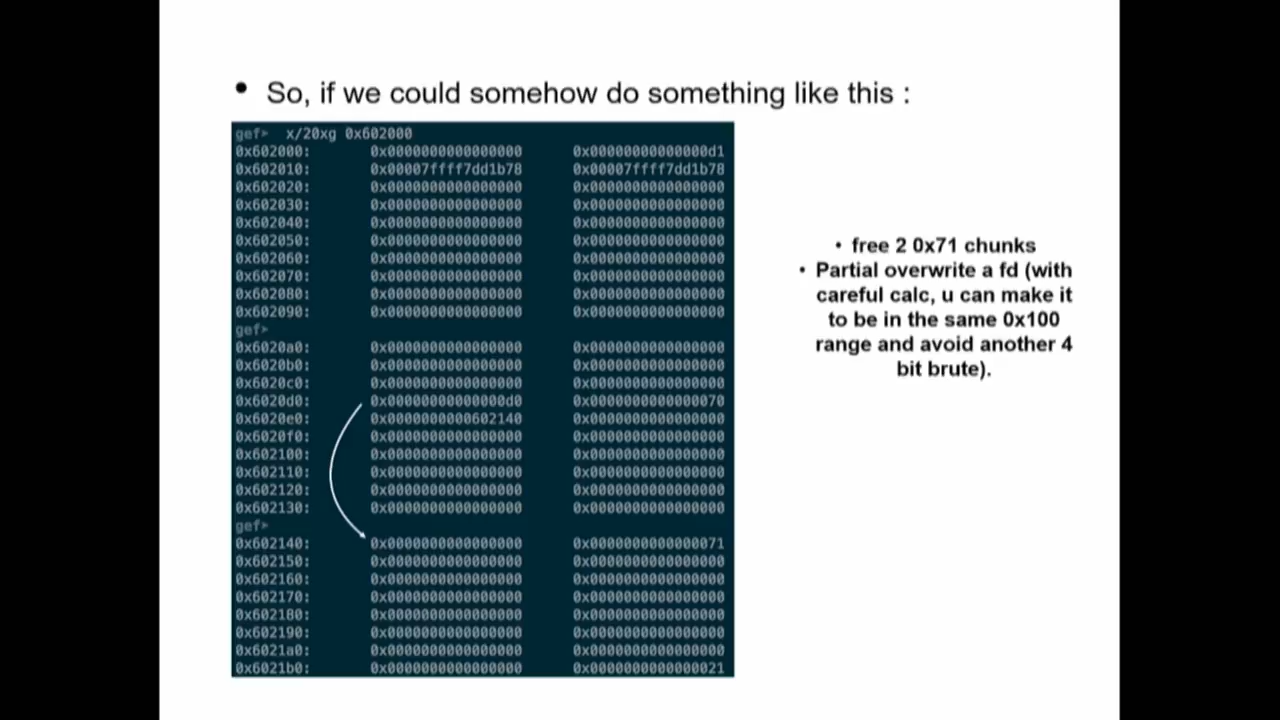 • So, if we could somehow do something like this :
gef➤ x/20xg 0x602000
0x602000: 0x0000000000000000 0x00000000000000d1
0x602010: 0x00007ffff7dd1b78 0x00007ffff7dd1b78
0x602020: 0x0000000000000000 0x0000000000000000
0x602030: 0x0000000000000000 0x0000000000000000
0x602040: 0x0000000000000000 0x0000000000000000
0x602050: 0x0000000000000000 0x0000000000000000
0x602060: 0x0000000000000000 0x0000000000000000
0x602070: 0x0000000000000000 0x0000000000000000
0x602080: 0x0000000000000000 0x0000000000000000
0x602090: 0x0000000000000000 0x0000000000000000
gef➤
0x6020a0: 0x0000000000000000 0x0000000000000000
0x6020b0: 0x0000000000000000 0x0000000000000000
0x6020c0: 0x0000000000000000 0x0000000000000000
0x6020d0: 0x00000000000000d0 0x0000000000000070
0x6020e0: 0x0000000000602140 0x0000000000000000
0x6020f0: 0x0000000000000000 0x0000000000000000
0x602100: 0x0000000000000000 0x0000000000000000
0x602110: 0x0000000000000000 0x0000000000000000
0x602120: 0x0000000000000000 0x0000000000000000
0x602130: 0x0000000000000000 0x0000000000000000
gef➤
0x602140: 0x0000000000000000 0x0000000000000071
0x602150: 0x0000000000000000 0x0000000000000000
0x602160: 0x0000000000000000 0x0000000000000000
0x602170: 0x0000000000000000 0x0000000000000000
0x602180: 0x0000000000000000 0x0000000000000000
0x602190: 0x0000000000000000 0x0000000000000000
0x6021a0: 0x0000000000000000 0x0000000000000000
0x6021b0: 0x0000000000000000 0x0000000000000021
• free 2 0x71 chunks
• Partial overwrite a fd (with
careful calc, u can make it
to be in the same 0x100
range and avoid another 4
bit brute).